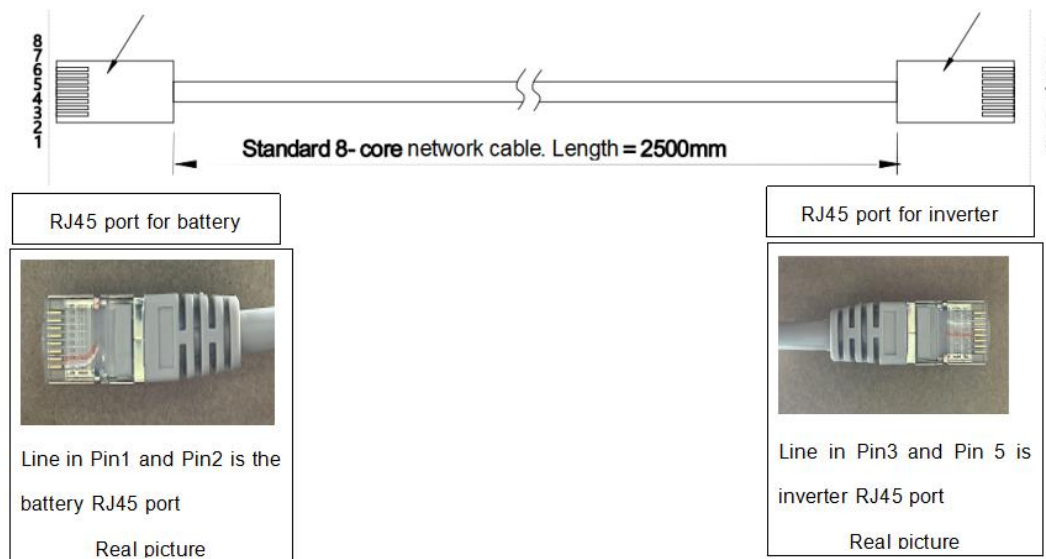 8
7
6
5
4
3
2
1
Standard 8- core network cable. Length = 2500mm
RJ45 port for battery
RJ45 port for inverter
Line in Pin1 and Pin2 is the
battery RJ45 port
Real picture
Line in Pin3 and Pin 5 is
inverter RJ45 port
Real picture